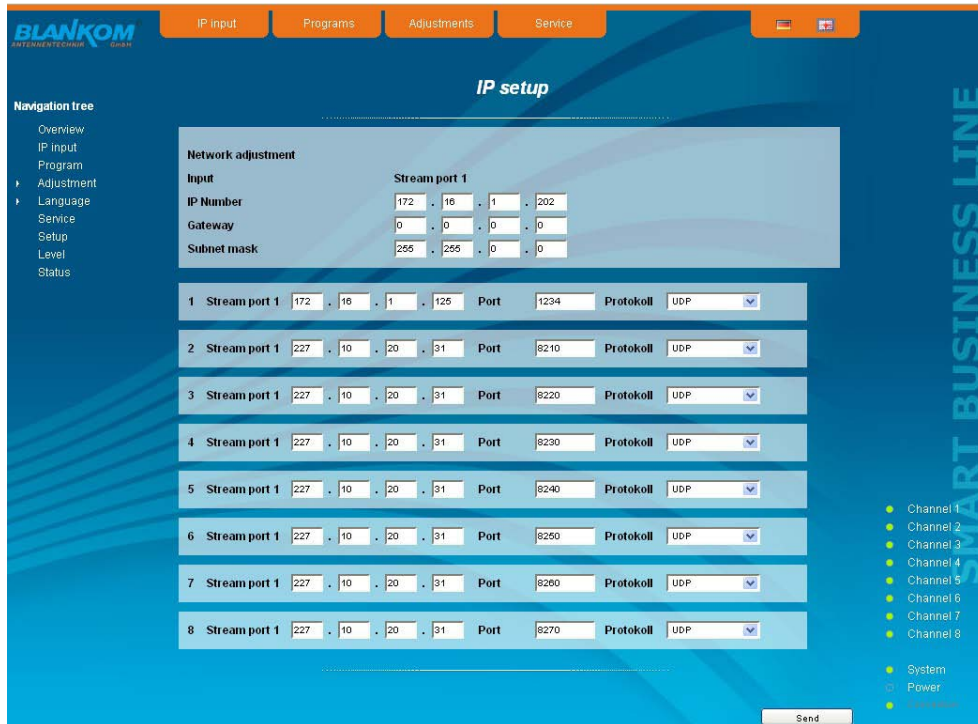 BLANKOM
ANTENNENTECHNIK GmbH
IP input
Programs
Adjustments
Service
IP setup
Navigation tree
Overview
IP input
Program
Adjustment
Language
Service
Setup
Level
Status
Network adjustment
Input Stream port 1
IP Number 172 . 16 . 1 . 202
Gateway 0 . 0 . 0 . 0
Subnet mask 255 . 255 . 0 . 0
1 Stream port 1 172 . 16 . 1 . 125 Port 1234 Protokoll UDP
2 Stream port 1 227 . 10 . 20 . 31 Port 8210 Protokoll UDP
3 Stream port 1 227 . 10 . 20 . 31 Port 8220 Protokoll UDP
4 Stream port 1 227 . 10 . 20 . 31 Port 8230 Protokoll UDP
5 Stream port 1 227 . 10 . 20 . 31 Port 8240 Protokoll UDP
6 Stream port 1 227 . 10 . 20 . 31 Port 8250 Protokoll UDP
7 Stream port 1 227 . 10 . 20 . 31 Port 8260 Protokoll UDP
8 Stream port 1 227 . 10 . 20 . 31 Port 8270 Protokoll UDP
SMART BUSINESS LINE
Channel 1
Channel 2
Channel 3
Channel 4
Channel 5
Channel 6
Channel 7
Channel 8
System
Power
Send